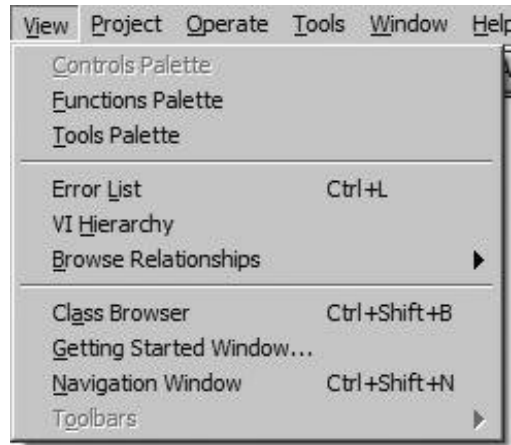 View Project Operate Tools Window Help
Controls Palette
Functions Palette
Tools Palette
Error List Ctrl+L
VI Hierarchy
Browse Relationships
Class Browser Ctrl+Shift+B
Getting Started Window...
Navigation Window Ctrl+Shift+N
Toolbars